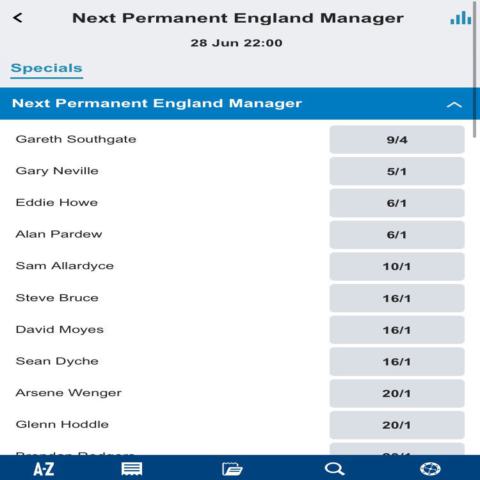 Next Permanent England Manager
28 Jun 22:00
Specials
Next Permanent England Manager
Gareth Southgate 9/4
Gary Neville 5/1
Eddie Howe 6/1
Alan Pardew 6/1
Sam Allardyce 10/1
Steve Bruce 16/1
David Moyes 16/1
Sean Dyche 16/1
Arsene Wenger 20/1
Glenn Hoddle 20/1
A-Z